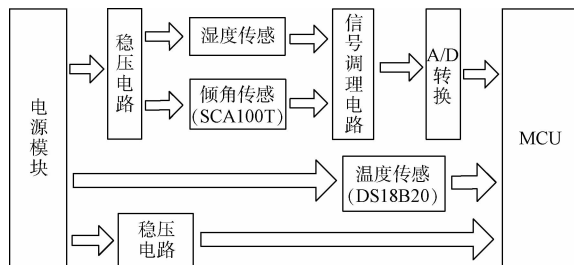 电源模块
稳压电路
湿度传感
倾角传感
(SCA100T)
信号调理电路
A/D
转换
MCU
温度传感
(DS18B20)
稳压
电路